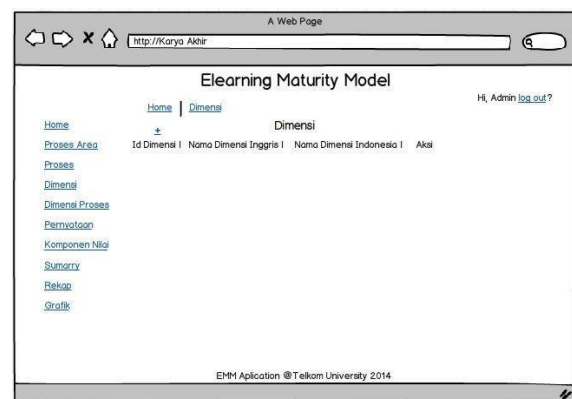 A Web Page
http://Karya Akhir
Elearning Maturity Model
Hi, Admin log out?
Home | Dimensi
Home
Proses Area
Proses
Dimensi
Dimensi Proses
Pernyataan
Komponen Nilai
Sumarry
Rekap
Grafik
+
Dimensi
Id Dimensi | Nama Dimensi Inggris | Nama Dimensi Indonesia | Aksi
EMM Aplication @Telkom University 2014